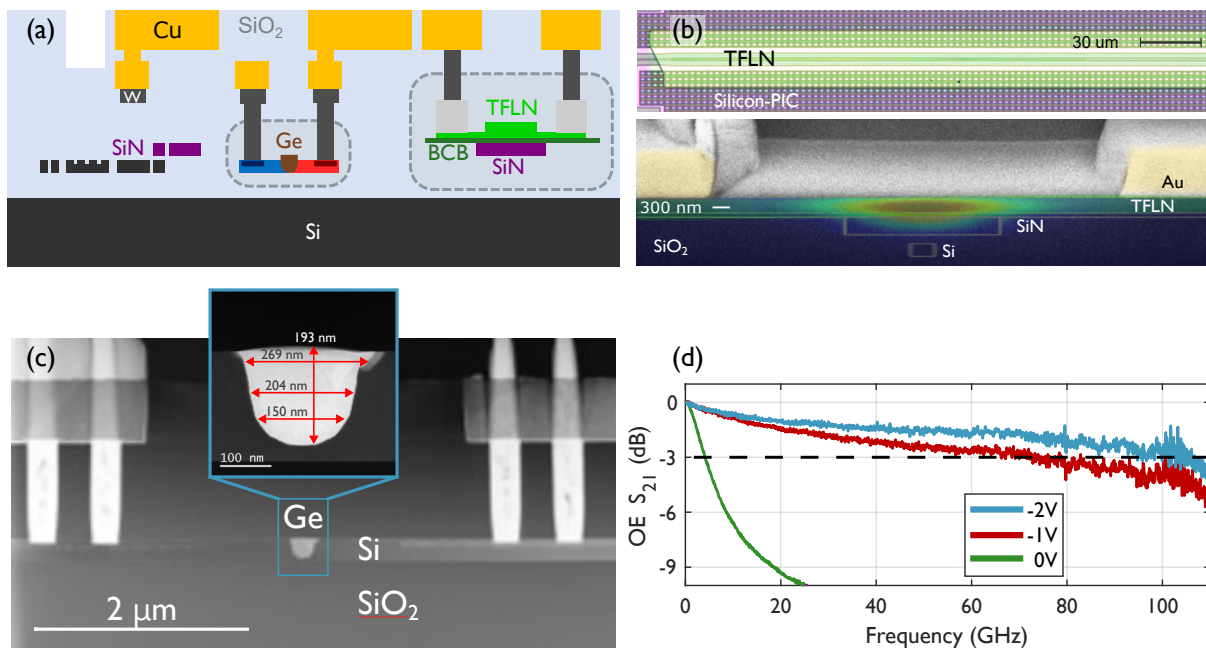 (a)
Cu
SiO₂
W
SiN
Ge
TFLN
BCB
SiN
Si
(b)
30 um
TFLN
Silicon-PIC
Au
300 nm
TFLN
SiN
SiO₂
Si
(c)
193 nm
269 nm
204 nm
150 nm
100 nm
Ge
Si
2 μm
SiO₂
(d)
OE S₂₁ (dB)
0
-3
-6
-9
-2V
-1V
0V
0 20 40 60 80 100
Frequency (GHz)